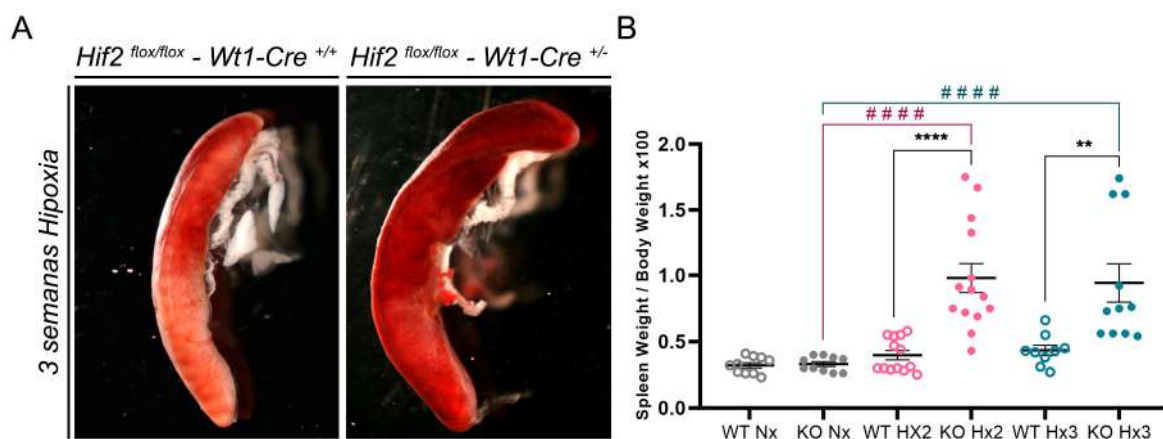 A
Hif2 flox/flox - Wt1-Cre +/+
Hif2 flox/flox - Wt1-Cre +/-
3 semanas Hipoxia
B
####
####
****
**
Spleen Weight / Body Weight x100
2.0
1.5
1.0
0.5
0.0
WT Nx
KO Nx
WT HX2
KO Hx2
WT Hx3
KO Hx3